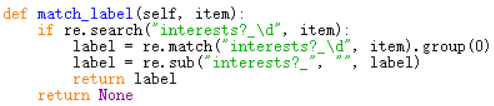 def match_label(self, item):
    if re.search("interests?_\d", item):
        label = re.match("interests?_\d", item).group(0)
        label = re.sub("interests?_", "", label)
        return label
    return None